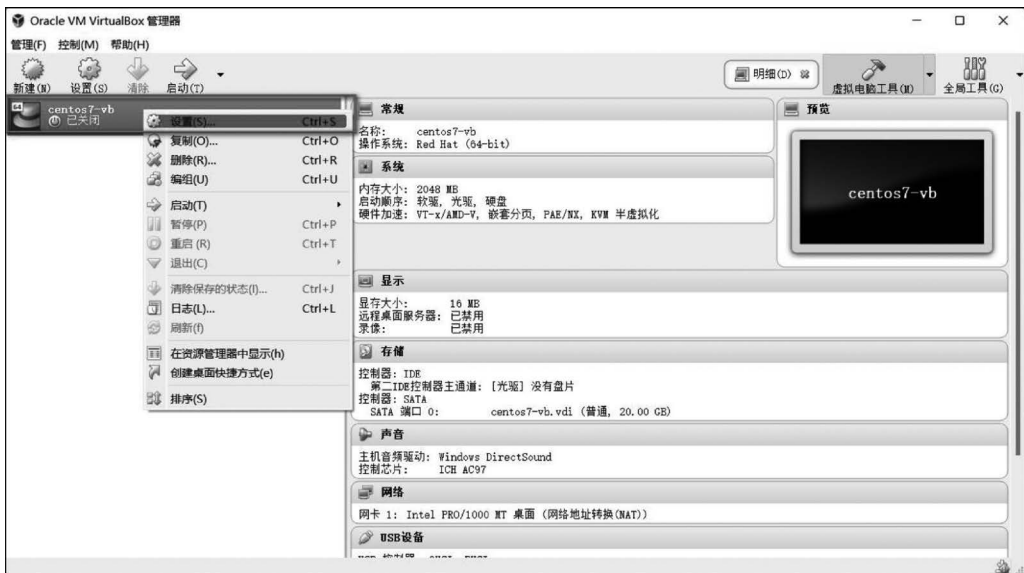 Oracle VM VirtualBox 管理器
管理(F) 控制(M) 帮助(H)
新建(N) 设置(S) 清除 启动(T)
明细(D)
虚拟电脑工具(M)
全局工具(G)
64
centos7-vb
已关闭
设置(S)... Ctrl+S
复制(O)... Ctrl+O
删除(R)... Ctrl+R
编组(U) Ctrl+U
启动(T)
暂停(P) Ctrl+P
重启 (R) Ctrl+T
退出(C)
清除保存的状态(I)... Ctrl+J
日志(L)... Ctrl+L
刷新(f)
在资源管理器中显示(h)
创建桌面快捷方式(e)
排序(S)
常规
名称: centos7-vb
操作系统: Red Hat (64-bit)
系统
内存大小: 2048 MB
启动顺序: 软驱, 光驱, 硬盘
硬件加速: VT-x/AMD-V, 嵌套分页, PAE/NX, KVM 半虚拟化
预览
centos7-vb
显示
显存大小: 16 MB
远程桌面服务器: 已禁用
录像: 已禁用
存储
控制器: IDE
第二IDE控制器主通道: [光驱] 没有盘片
控制器: SATA
SATA 端口 0: centos7-vb.vdi (普通, 20.00 GB)
声音
主机音频驱动: Windows DirectSound
控制芯片: ICH AC97
网络
网卡 1: Intel PRO/1000 MT 桌面 (网络地址转换(NAT))
USB设备